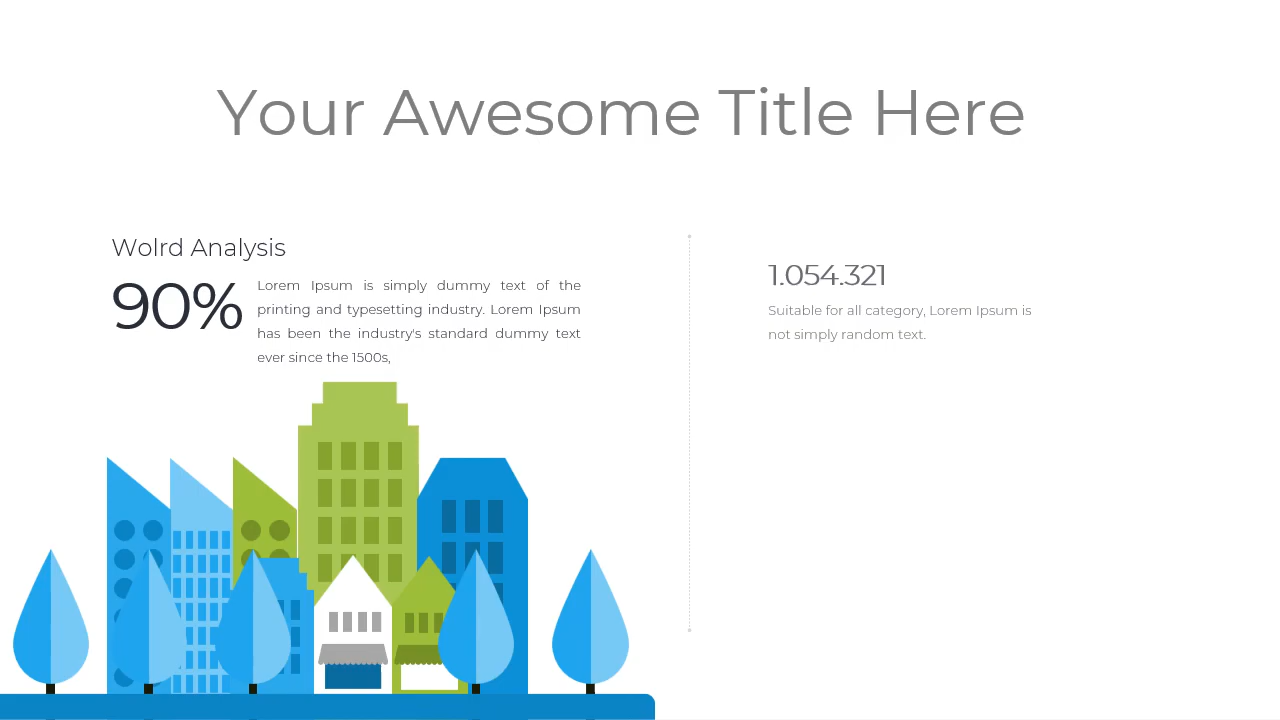 Your Awesome Title Here
Wolrd Analysis
90%
Lorem Ipsum is simply dummy text of the
printing and typesetting industry. Lorem Ipsum
has been the industry's standard dummy text
ever since the 1500s,
1.054.321
Suitable for all category, Lorem Ipsum is
not simply random text.